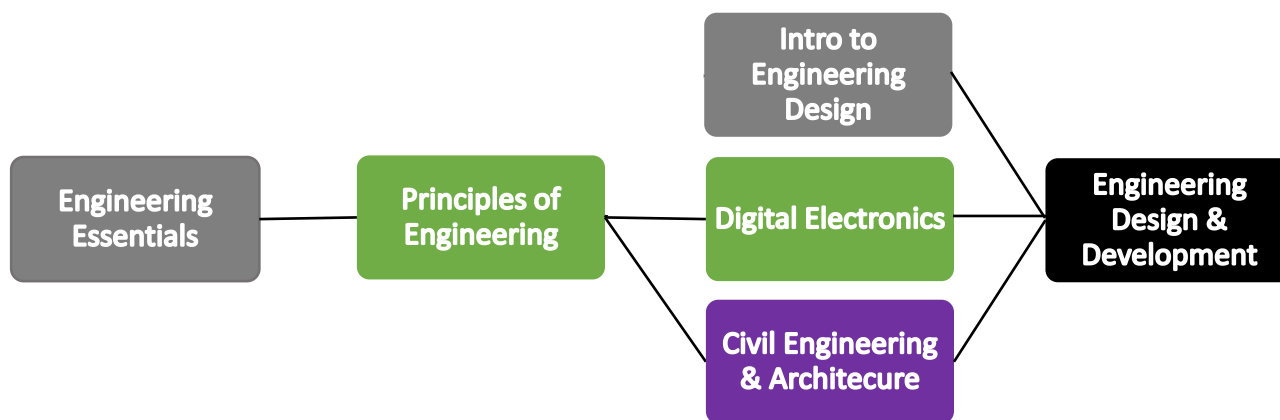 Intro to
Engineering
Design
Engineering
Essentials
Principles of
Engineering
Digital Electronics
Engineering
Design &
Development
Civil Engineering
& Architecure